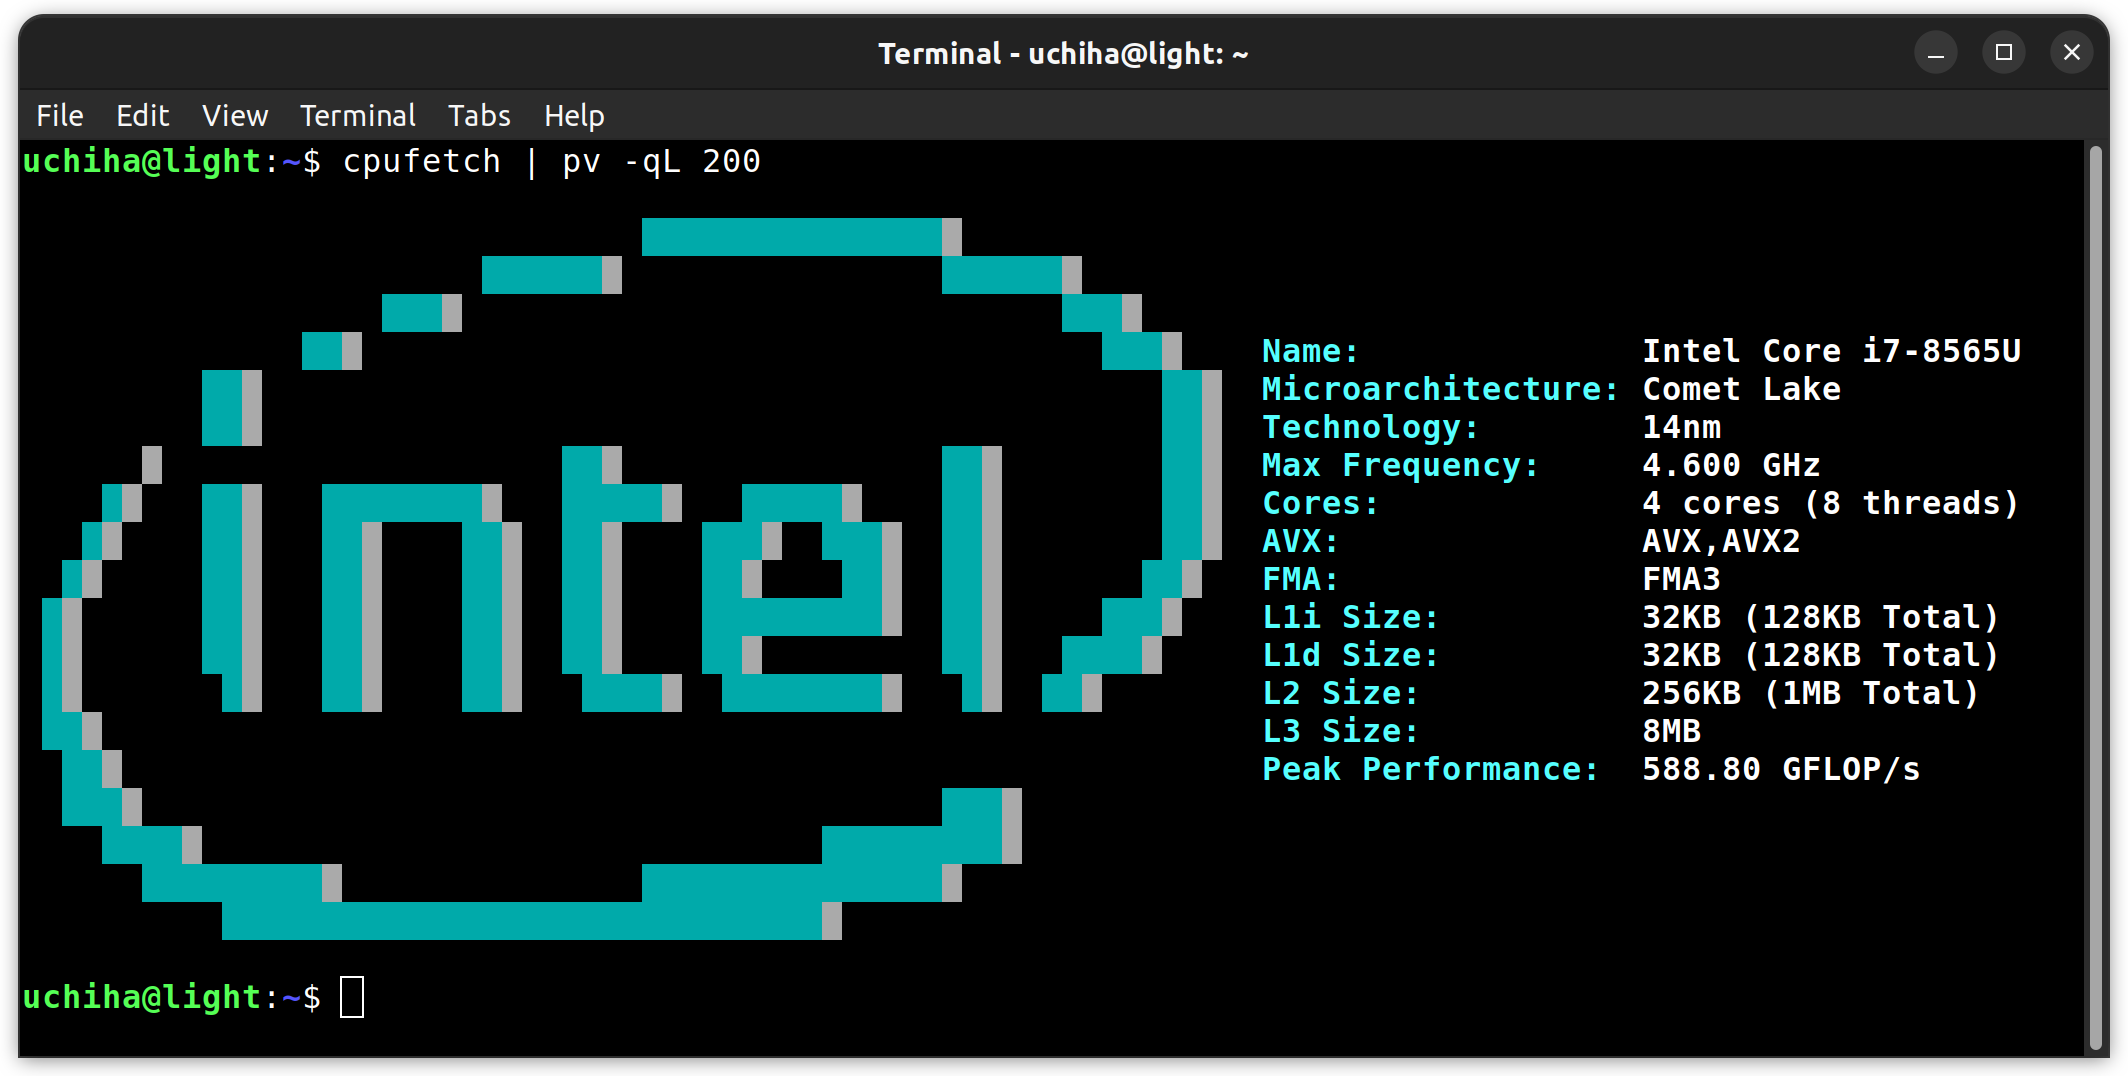 Terminal - uchiha@light: ~
File Edit View Terminal Tabs Help
uchiha@light:~$ cpufetch | pv -qL 200
intel
Name: Intel Core i7-8565U
Microarchitecture: Comet Lake
Technology: 14nm
Max Frequency: 4.600 GHz
Cores: 4 cores (8 threads)
AVX: AVX,AVX2
FMA: FMA3
L1i Size: 32KB (128KB Total)
L1d Size: 32KB (128KB Total)
L2 Size: 256KB (1MB Total)
L3 Size: 8MB
Peak Performance: 588.80 GFLOP/s
uchiha@light:~$